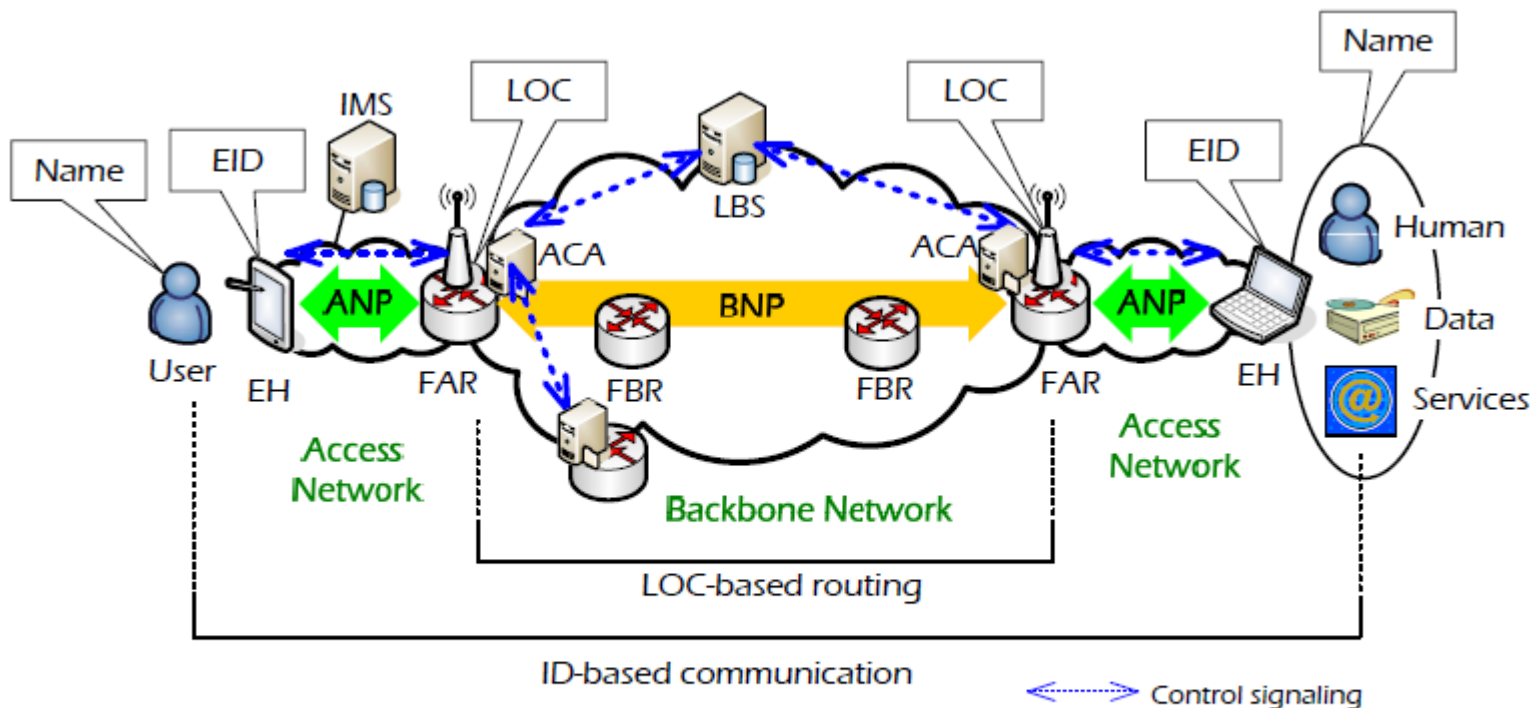 Name
IMS
LOC
LOC
Name
EID
EID
LBS
ACA
ACA
Human
ANP
BNP
ANP
Data
User
EH
FAR
FBR
FBR
FAR
EH
Services
Access
Network
Access
Network
Backbone Network
LOC-based routing
ID-based communication
Control signaling